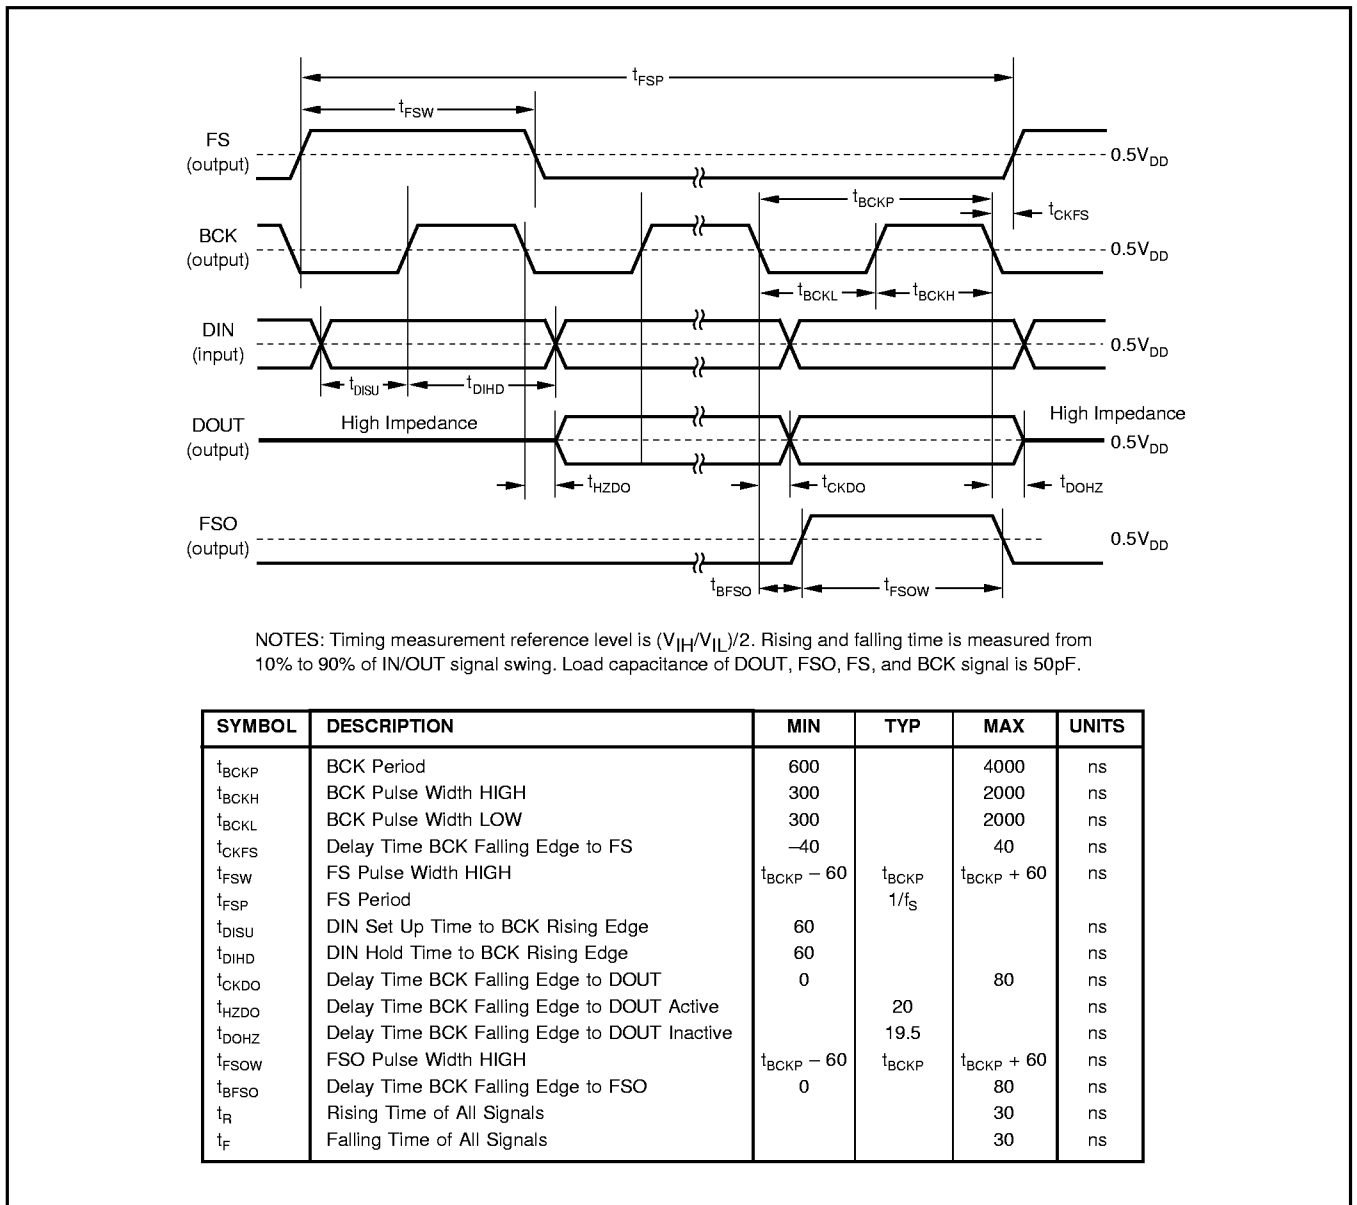 tFSP
tFSW
FS
(output)
0.5VDD
tBCKP
tCKFS
BCK
(output)
0.5VDD
tBCKL
tBCKH
DIN
(input)
0.5VDD
tDISU
tDIHD
DOUT
(output)
High Impedance
High Impedance
0.5VDD
tHZDO
tCKDO
tDOHZ
FSO
(output)
0.5VDD
tBFSO
tFSOW
NOTES: Timing measurement reference level is (VIH/VIL)/2. Rising and falling time is measured from
10% to 90% of IN/OUT signal swing. Load capacitance of DOUT, FSO, FS, and BCK signal is 50pF.
SYMBOL DESCRIPTION MIN TYP MAX UNITS
tBCKP BCK Period 600 4000 ns
tBCKH BCK Pulse Width HIGH 300 2000 ns
tBCKL BCK Pulse Width LOW 300 2000 ns
tCKFS Delay Time BCK Falling Edge to FS –40 40 ns
tFSW FS Pulse Width HIGH tBCKP – 60 tBCKP tBCKP + 60 ns
tFSP FS Period 1/fS
tDISU DIN Set Up Time to BCK Rising Edge 60 ns
tDIHD DIN Hold Time to BCK Rising Edge 60 ns
tCKDO Delay Time BCK Falling Edge to DOUT 0 80 ns
tHZDO Delay Time BCK Falling Edge to DOUT Active 20 ns
tDOHZ Delay Time BCK Falling Edge to DOUT Inactive 19.5 ns
tFSOW FSO Pulse Width HIGH tBCKP – 60 tBCKP tBCKP + 60 ns
tBFSO Delay Time BCK Falling Edge to FSO 0 80 ns
tR Rising Time of All Signals 30 ns
tF Falling Time of All Signals 30 ns